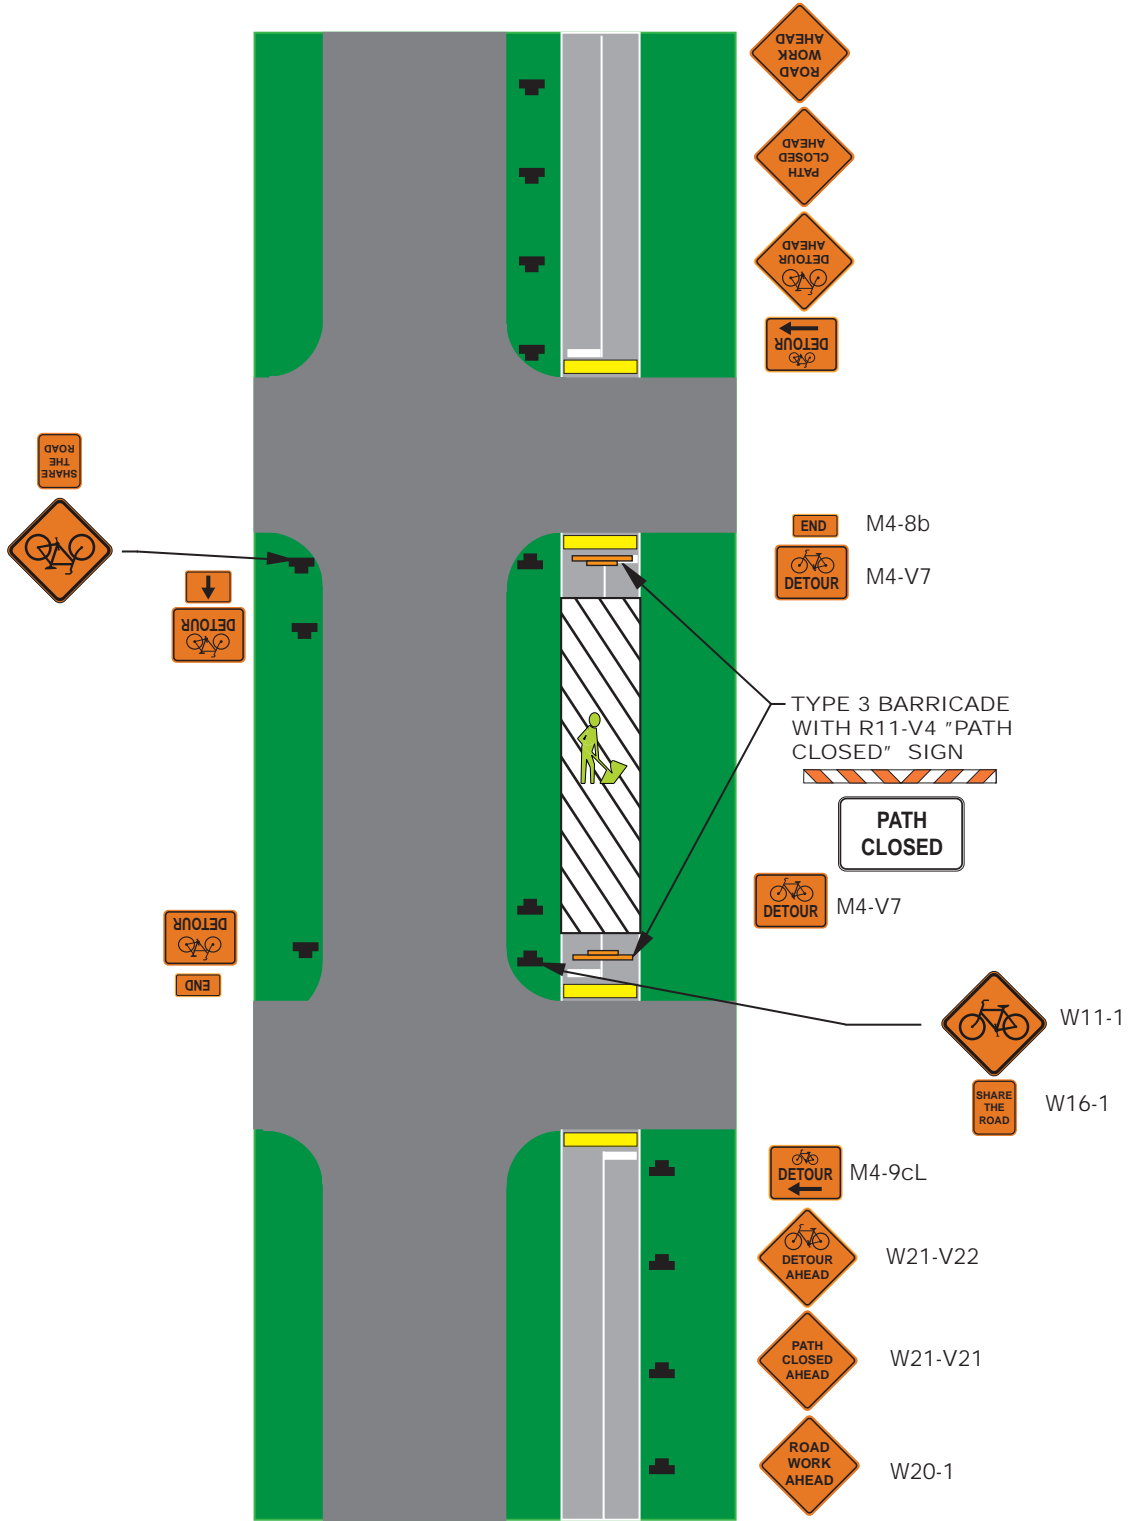 ROAD
WORK
AHEAD
PATH
CLOSED
AHEAD
DETOUR
AHEAD
DETOUR
SHARE
THE
ROAD
END
M4-8b
DETOUR
M4-V7
DETOUR
TYPE 3 BARRICADE
WITH R11-V4 "PATH
CLOSED" SIGN
PATH
CLOSED
DETOUR
M4-V7
DETOUR
END
W11-1
SHARE
THE
ROAD
W16-1
DETOUR
M4-9cL
DETOUR
AHEAD
W21-V22
PATH
CLOSED
AHEAD
W21-V21
ROAD
WORK
AHEAD
W20-1